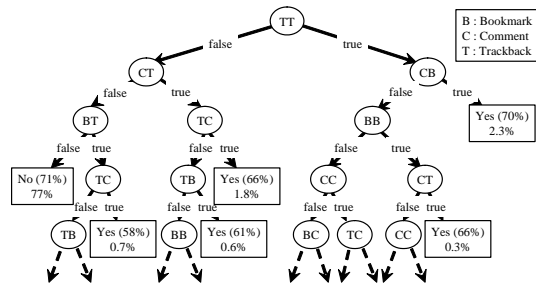 TT
B : Bookmark
C : Comment
T : Trackback
false
true
CT
CB
false
true
false
true
BT
TC
BB
Yes (70%)
2.3%
false
true
false
true
false
true
No (71%)
77%
TC
TB
Yes (66%)
1.8%
CC
CT
false
true
false
true
false
true
false
true
TB
Yes (58%)
0.7%
BB
Yes (61%)
0.6%
BC
TC
CC
Yes (66%)
0.3%